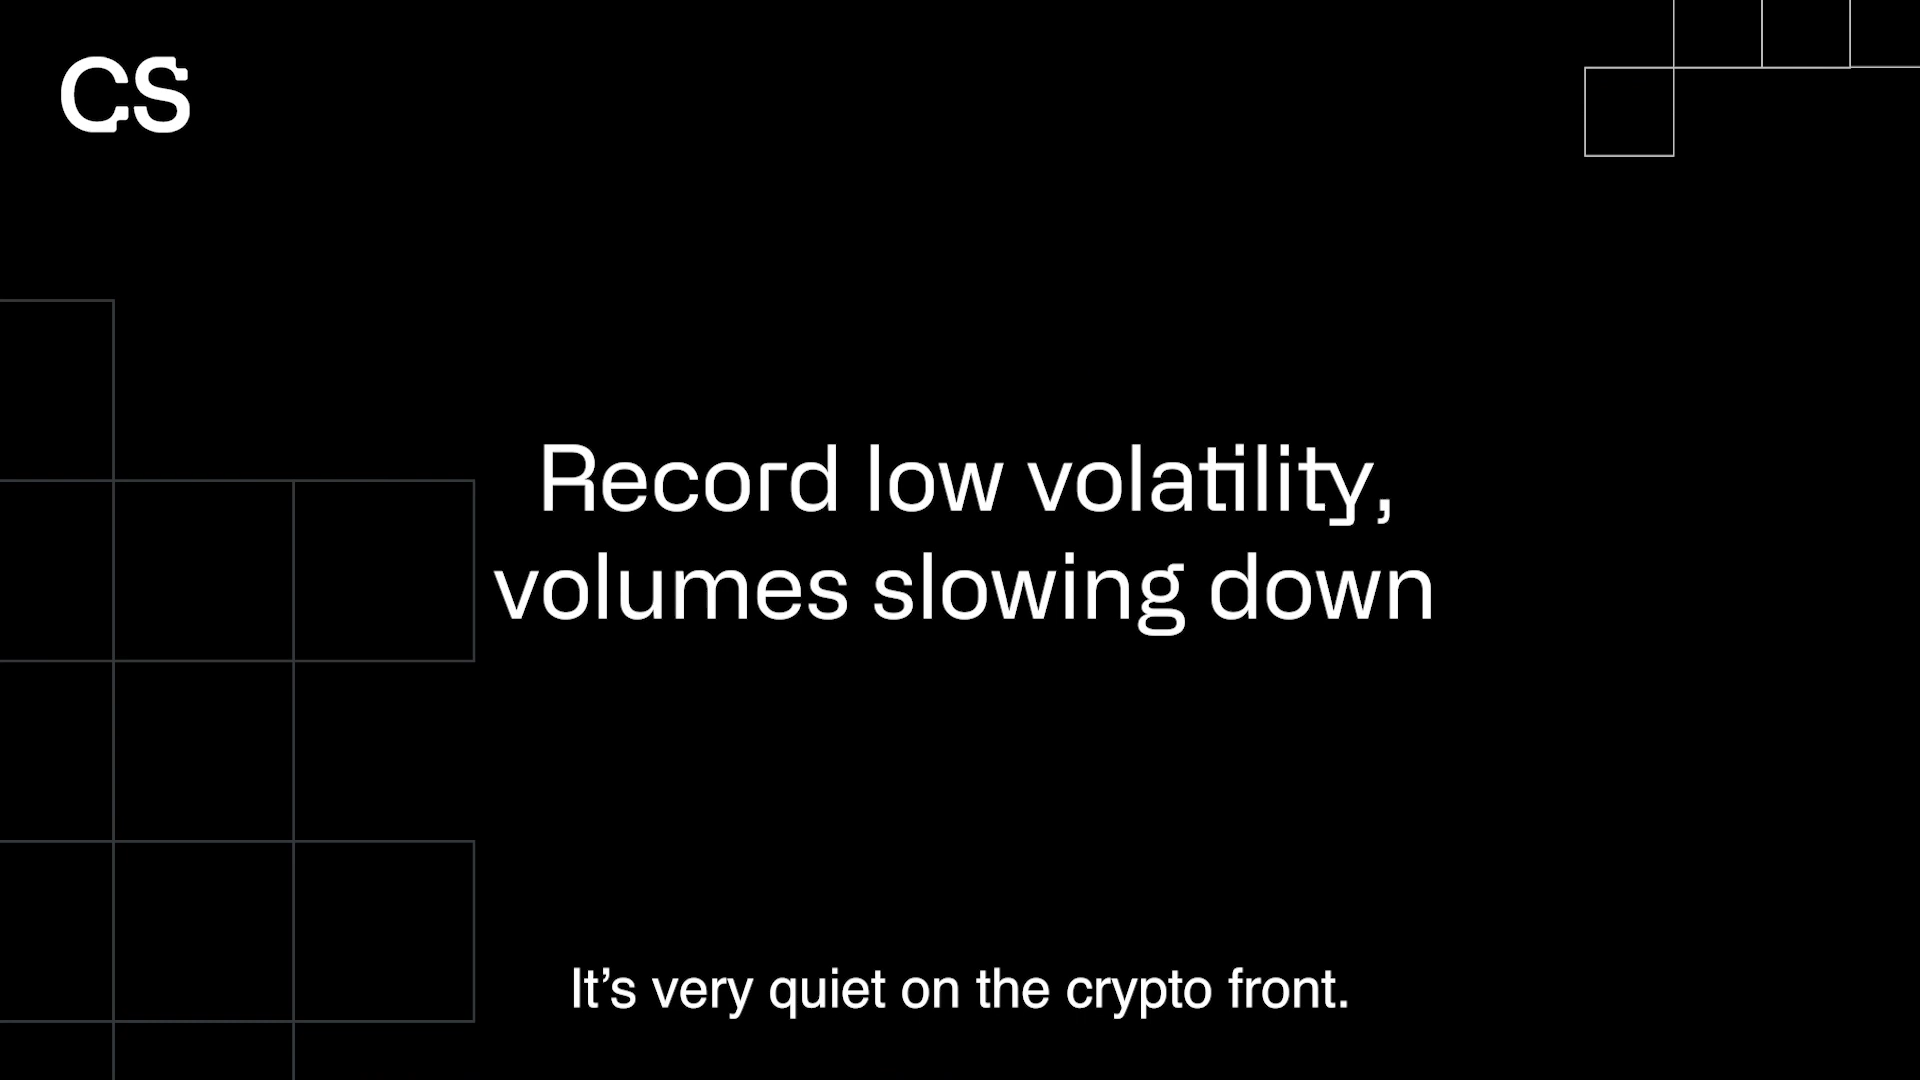 CS
Record low volatility,
volumes slowing down
It’s very quiet on the crypto front.